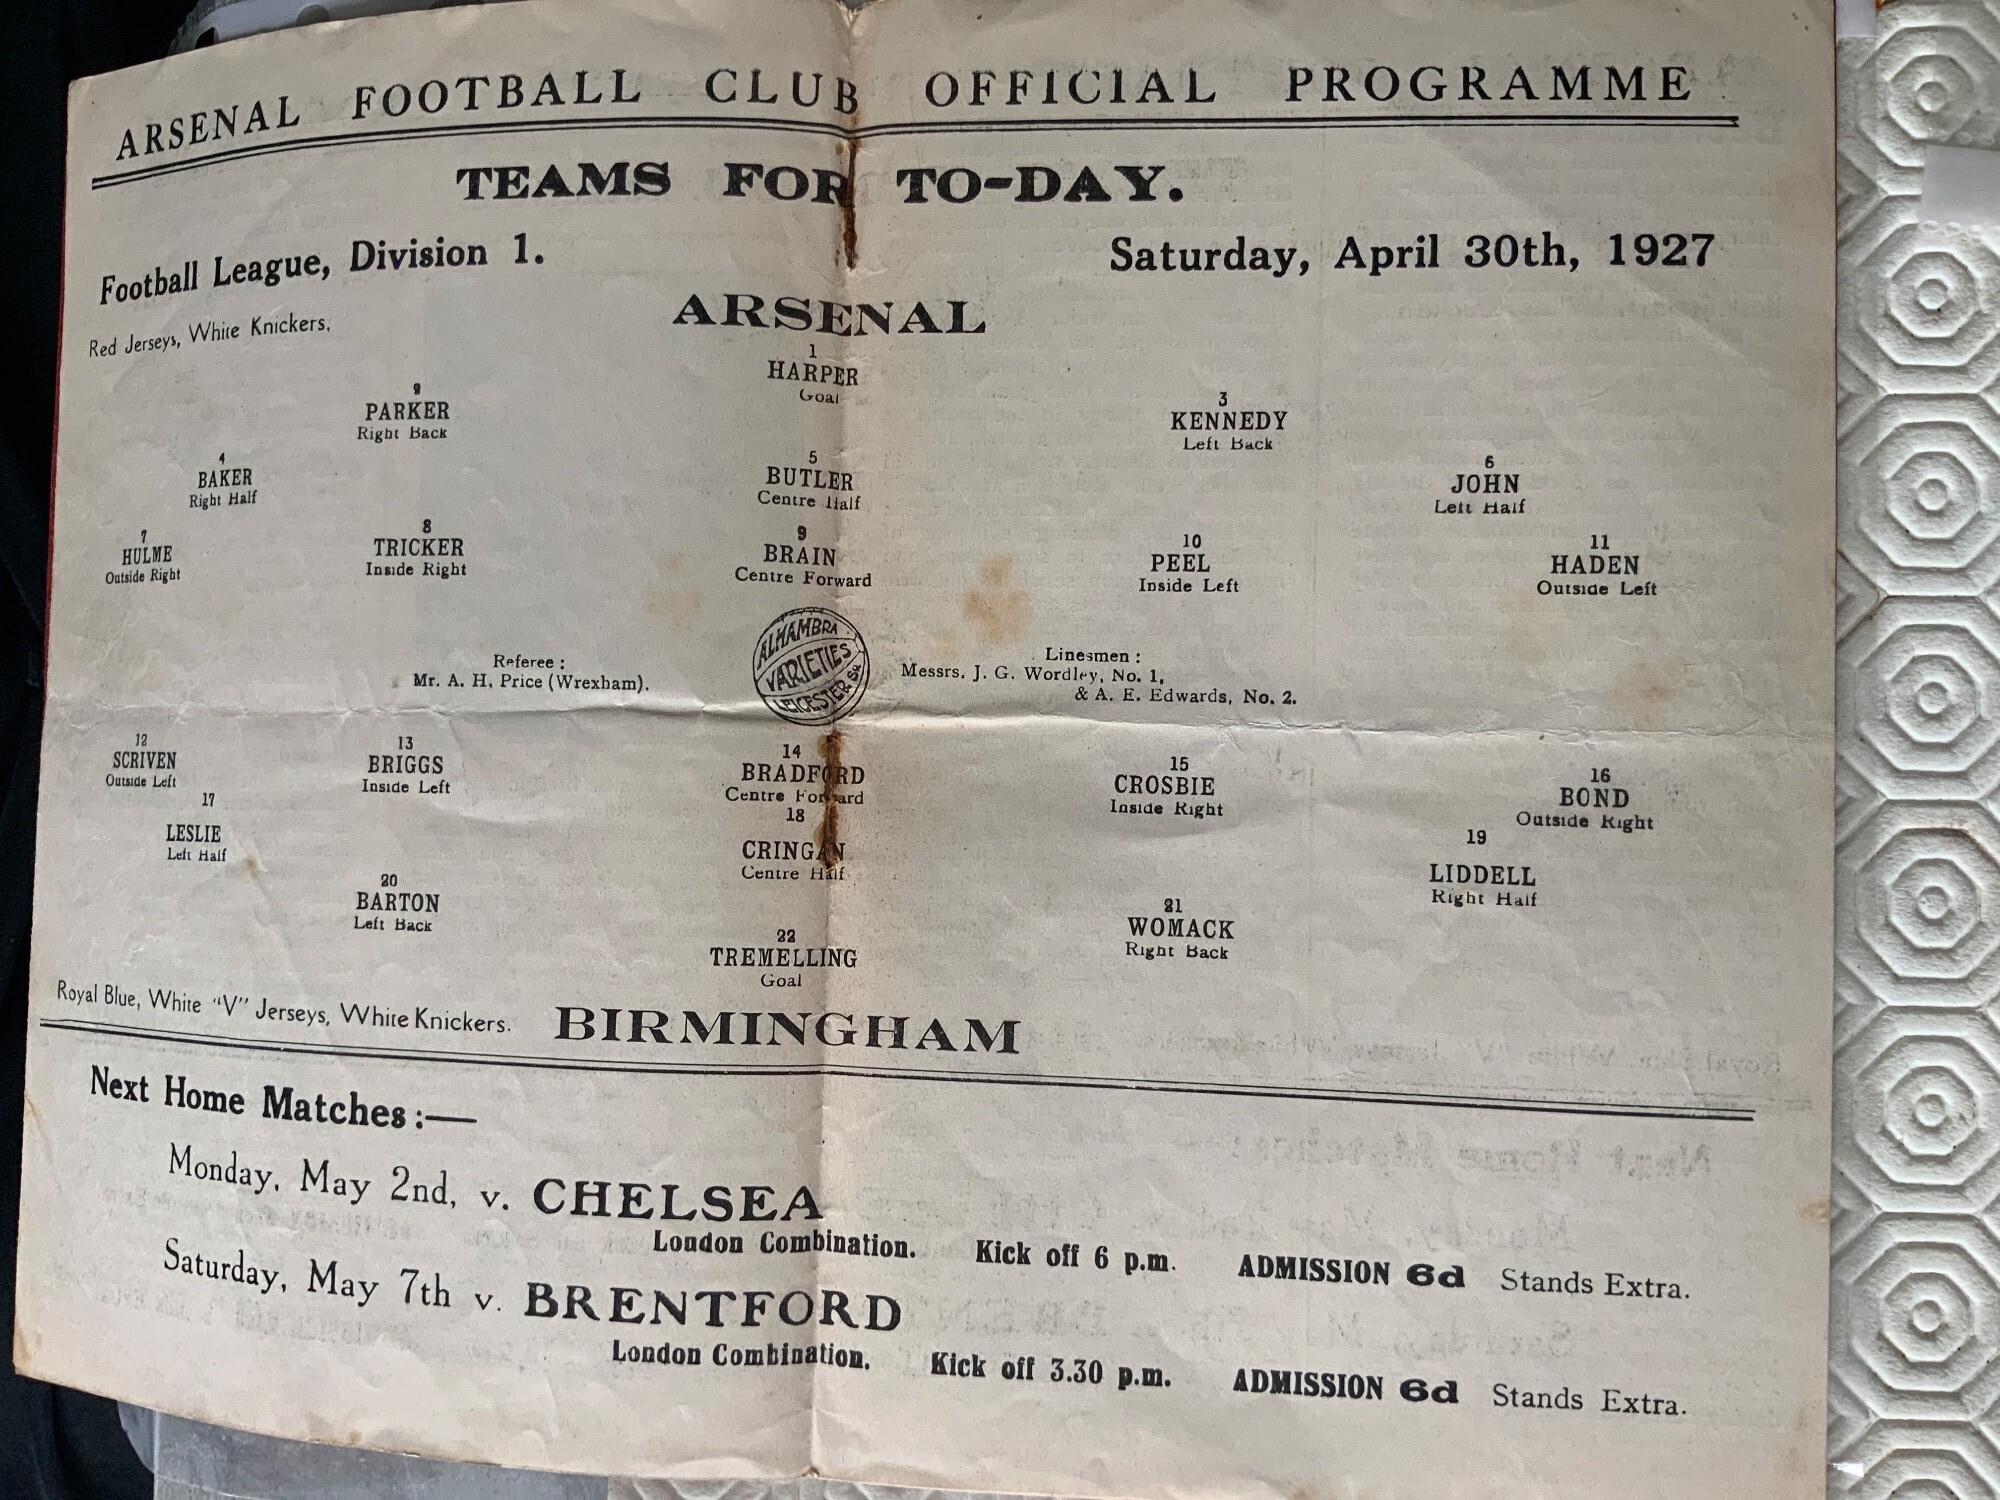 ARSENAL FOOTBALL CLUB OFFICIAL PROGRAMME
TEAMS FOR TO-DAY.
Football League, Division 1.
Saturday, April 30th, 1927
Red Jerseys, White Knickers,
ARSENAL
1
HARPER
Goal
2
PARKER
Right Back
3
KENNEDY
Left Back
4
BAKER
Right Half
5
BUTLER
Centre Half
6
JOHN
Left Half
7
HULME
Outside Right
8
TRICKER
Inside Right
9
BRAIN
Centre Forward
10
PEEL
Inside Left
11
HADEN
Outside Left
Referee :
Mr. A. H. Price (Wrexham).
ALHAMBRA
VARIETIES
LEICESTER SQ.
Linesmen :
Messrs. J. G. Wordley, No. 1,
& A. E. Edwards, No. 2.
12
SCRIVEN
Outside Left
13
BRIGGS
Inside Left
14
BRADFORD
Centre Forward
15
CROSBIE
Inside Right
16
BOND
Outside Right
17
LESLIE
Left Half
18
CRINGAN
Centre Half
19
LIDDELL
Right Half
20
BARTON
Left Back
21
WOMACK
Right Back
22
TREMELLING
Goal
Royal Blue, White "V" Jerseys, White Knickers.
BIRMINGHAM
Next Home Matches :—
Monday, May 2nd, v. CHELSEA
London Combination. Kick off 6 p.m. ADMISSION 6d Stands Extra.
Saturday, May 7th v. BRENTFORD
London Combination. Kick off 3.30 p.m. ADMISSION 6d Stands Extra.